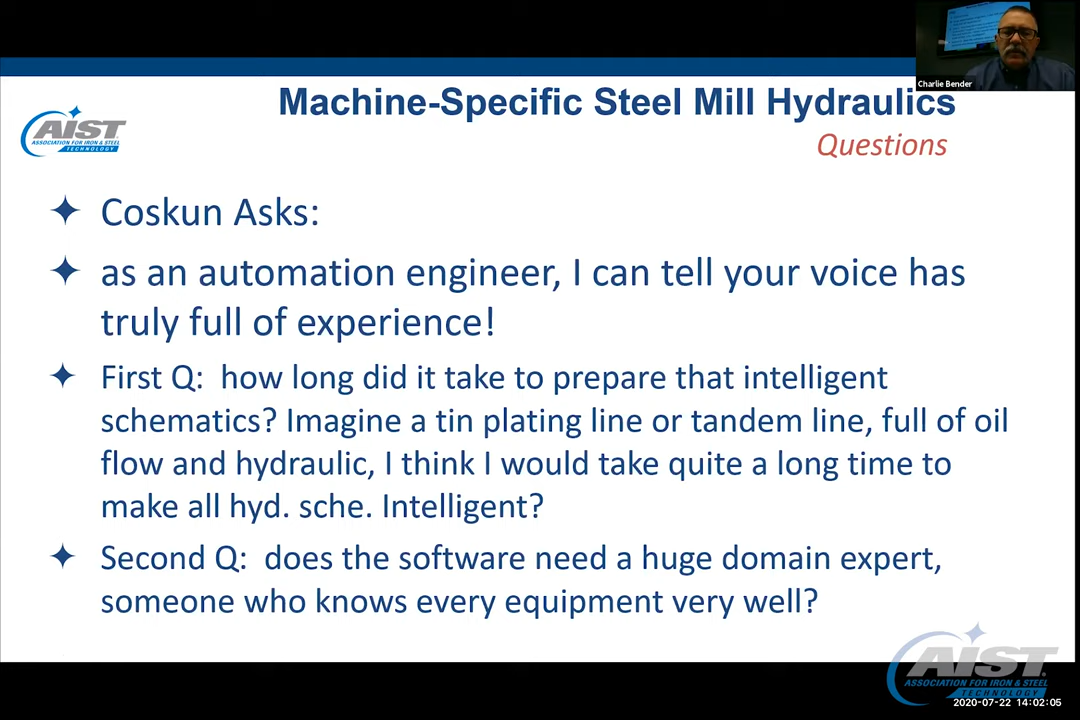 Charlie Bender
Machine-Specific Steel Mill Hydraulics
Questions
AIST
ASSOCIATION FOR IRON & STEEL
TECHNOLOGY
Coskun Asks:
as an automation engineer, I can tell your voice has
truly full of experience!
First Q: how long did it take to prepare that intelligent
schematics? Imagine a tin plating line or tandem line, full of oil
flow and hydraulic, I think I would take quite a long time to
make all hyd. sche. Intelligent?
Second Q: does the software need a huge domain expert,
someone who knows every equipment very well?
AIST
ASSOCIATION FOR IRON & STEEL
TECHNOLOGY
2020-07-22 14:02:05